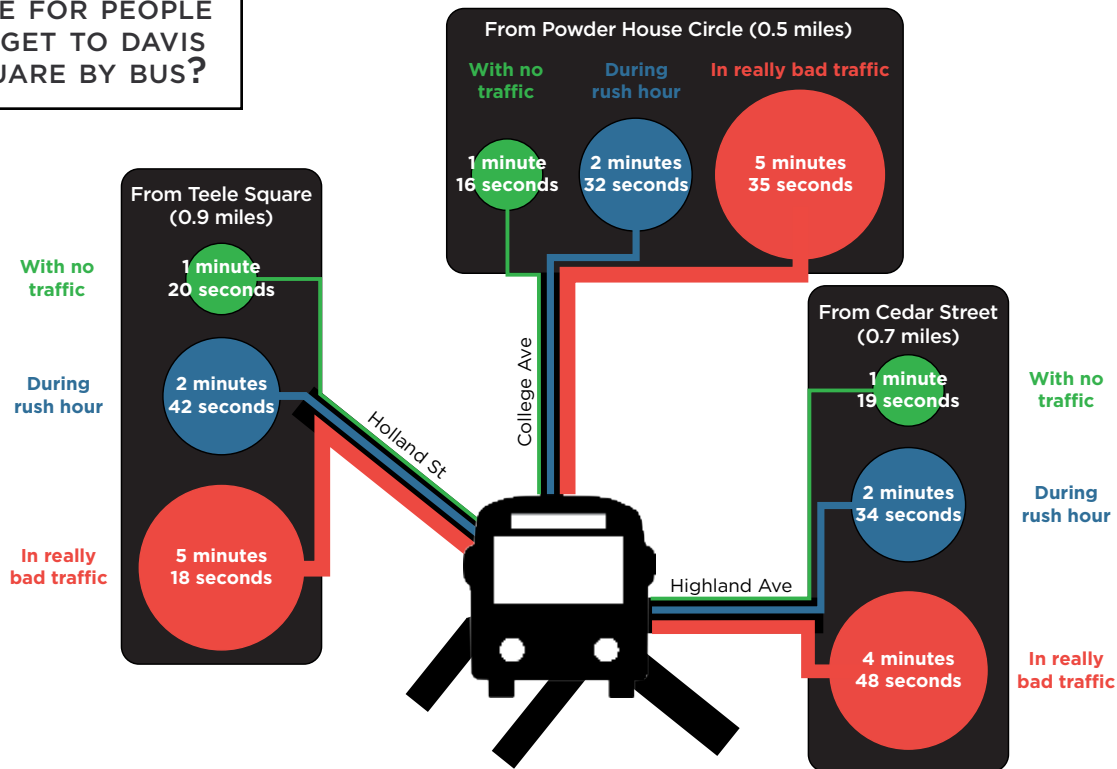 E FOR PEOPLE
GET TO DAVIS
UARE BY BUS?
From Powder House Circle (0.5 miles)
With no
traffic
During
rush hour
In really bad traffic
1 minute
16 seconds
2 minutes
32 seconds
5 minutes
35 seconds
From Teele Square
(0.9 miles)
With no
traffic
1 minute
20 seconds
During
rush hour
2 minutes
42 seconds
In really
bad traffic
5 minutes
18 seconds
Holland St
College Ave
Highland Ave
From Cedar Street
(0.7 miles)
1 minute
19 seconds
With no
traffic
2 minutes
34 seconds
During
rush hour
4 minutes
48 seconds
In really
bad traffic